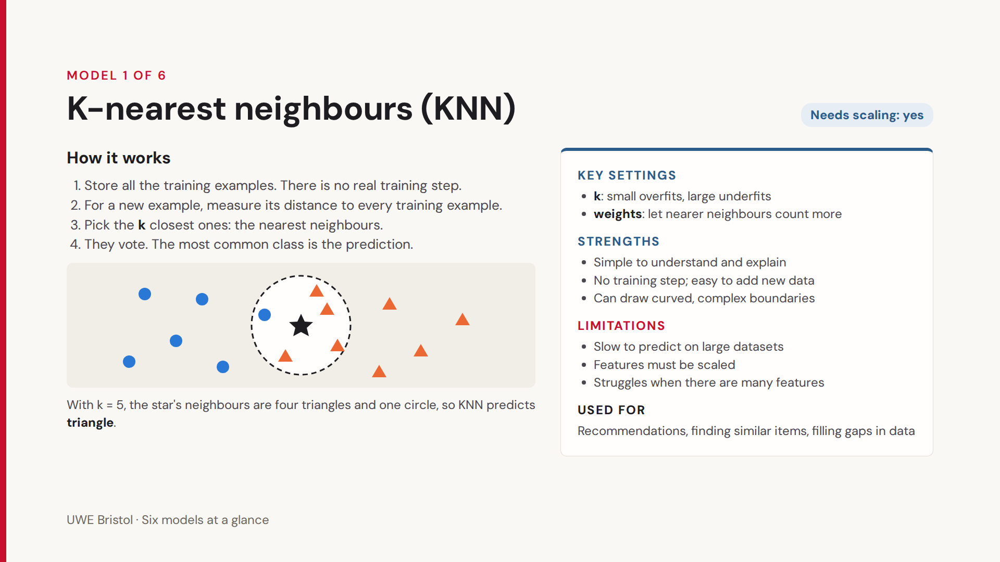 MODEL 1 OF 6
K-nearest neighbours (KNN)
Needs scaling: yes
How it works
1. Store all the training examples. There is no real training step.
2. For a new example, measure its distance to every training example.
3. Pick the k closest ones: the nearest neighbours.
4. They vote. The most common class is the prediction.
With k = 5, the star's neighbours are four triangles and one circle, so KNN predicts
triangle.
KEY SETTINGS
• k: small overfits, large underfits
• weights: let nearer neighbours count more
STRENGTHS
• Simple to understand and explain
• No training step; easy to add new data
• Can draw curved, complex boundaries
LIMITATIONS
• Slow to predict on large datasets
• Features must be scaled
• Struggles when there are many features
USED FOR
Recommendations, finding similar items, filling gaps in data
UWE Bristol · Six models at a glance